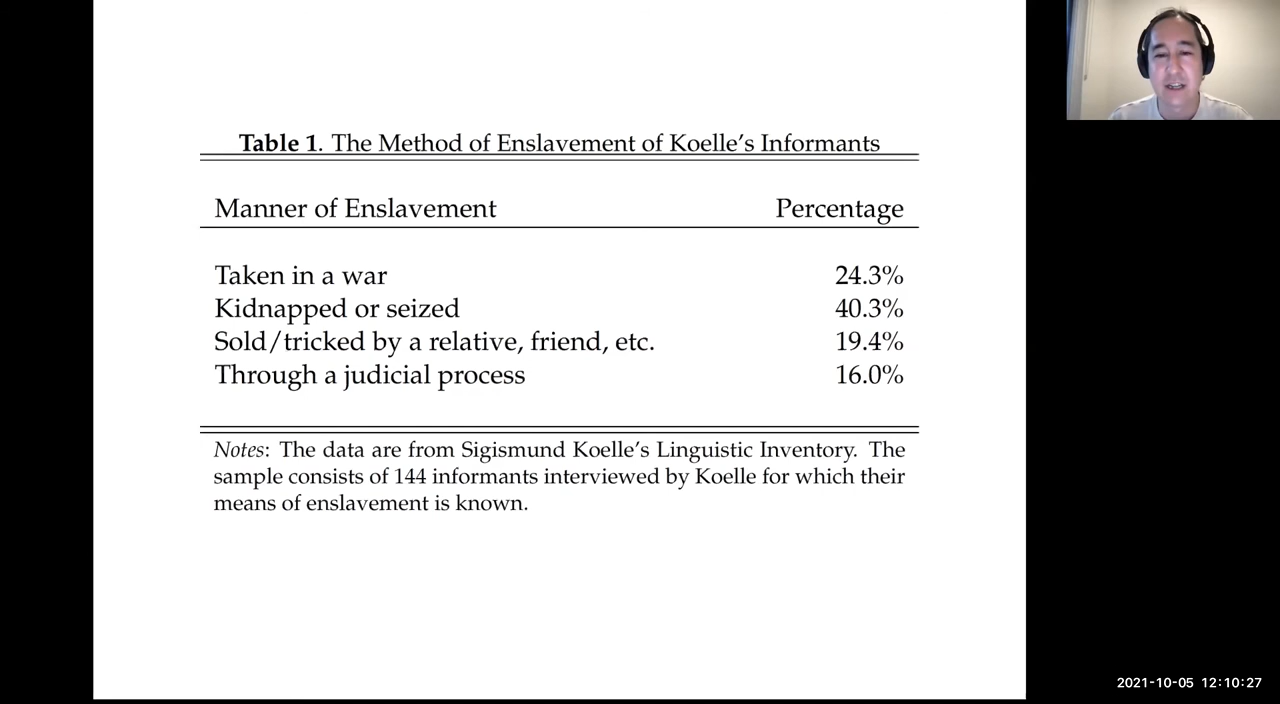 Table 1. The Method of Enslavement of Koelle's Informants
Manner of Enslavement Percentage
Taken in a war 24.3%
Kidnapped or seized 40.3%
Sold/tricked by a relative, friend, etc. 19.4%
Through a judicial process 16.0%
Notes: The data are from Sigismund Koelle's Linguistic Inventory. The
sample consists of 144 informants interviewed by Koelle for which their
means of enslavement is known.
2021-10-05 12:10:27